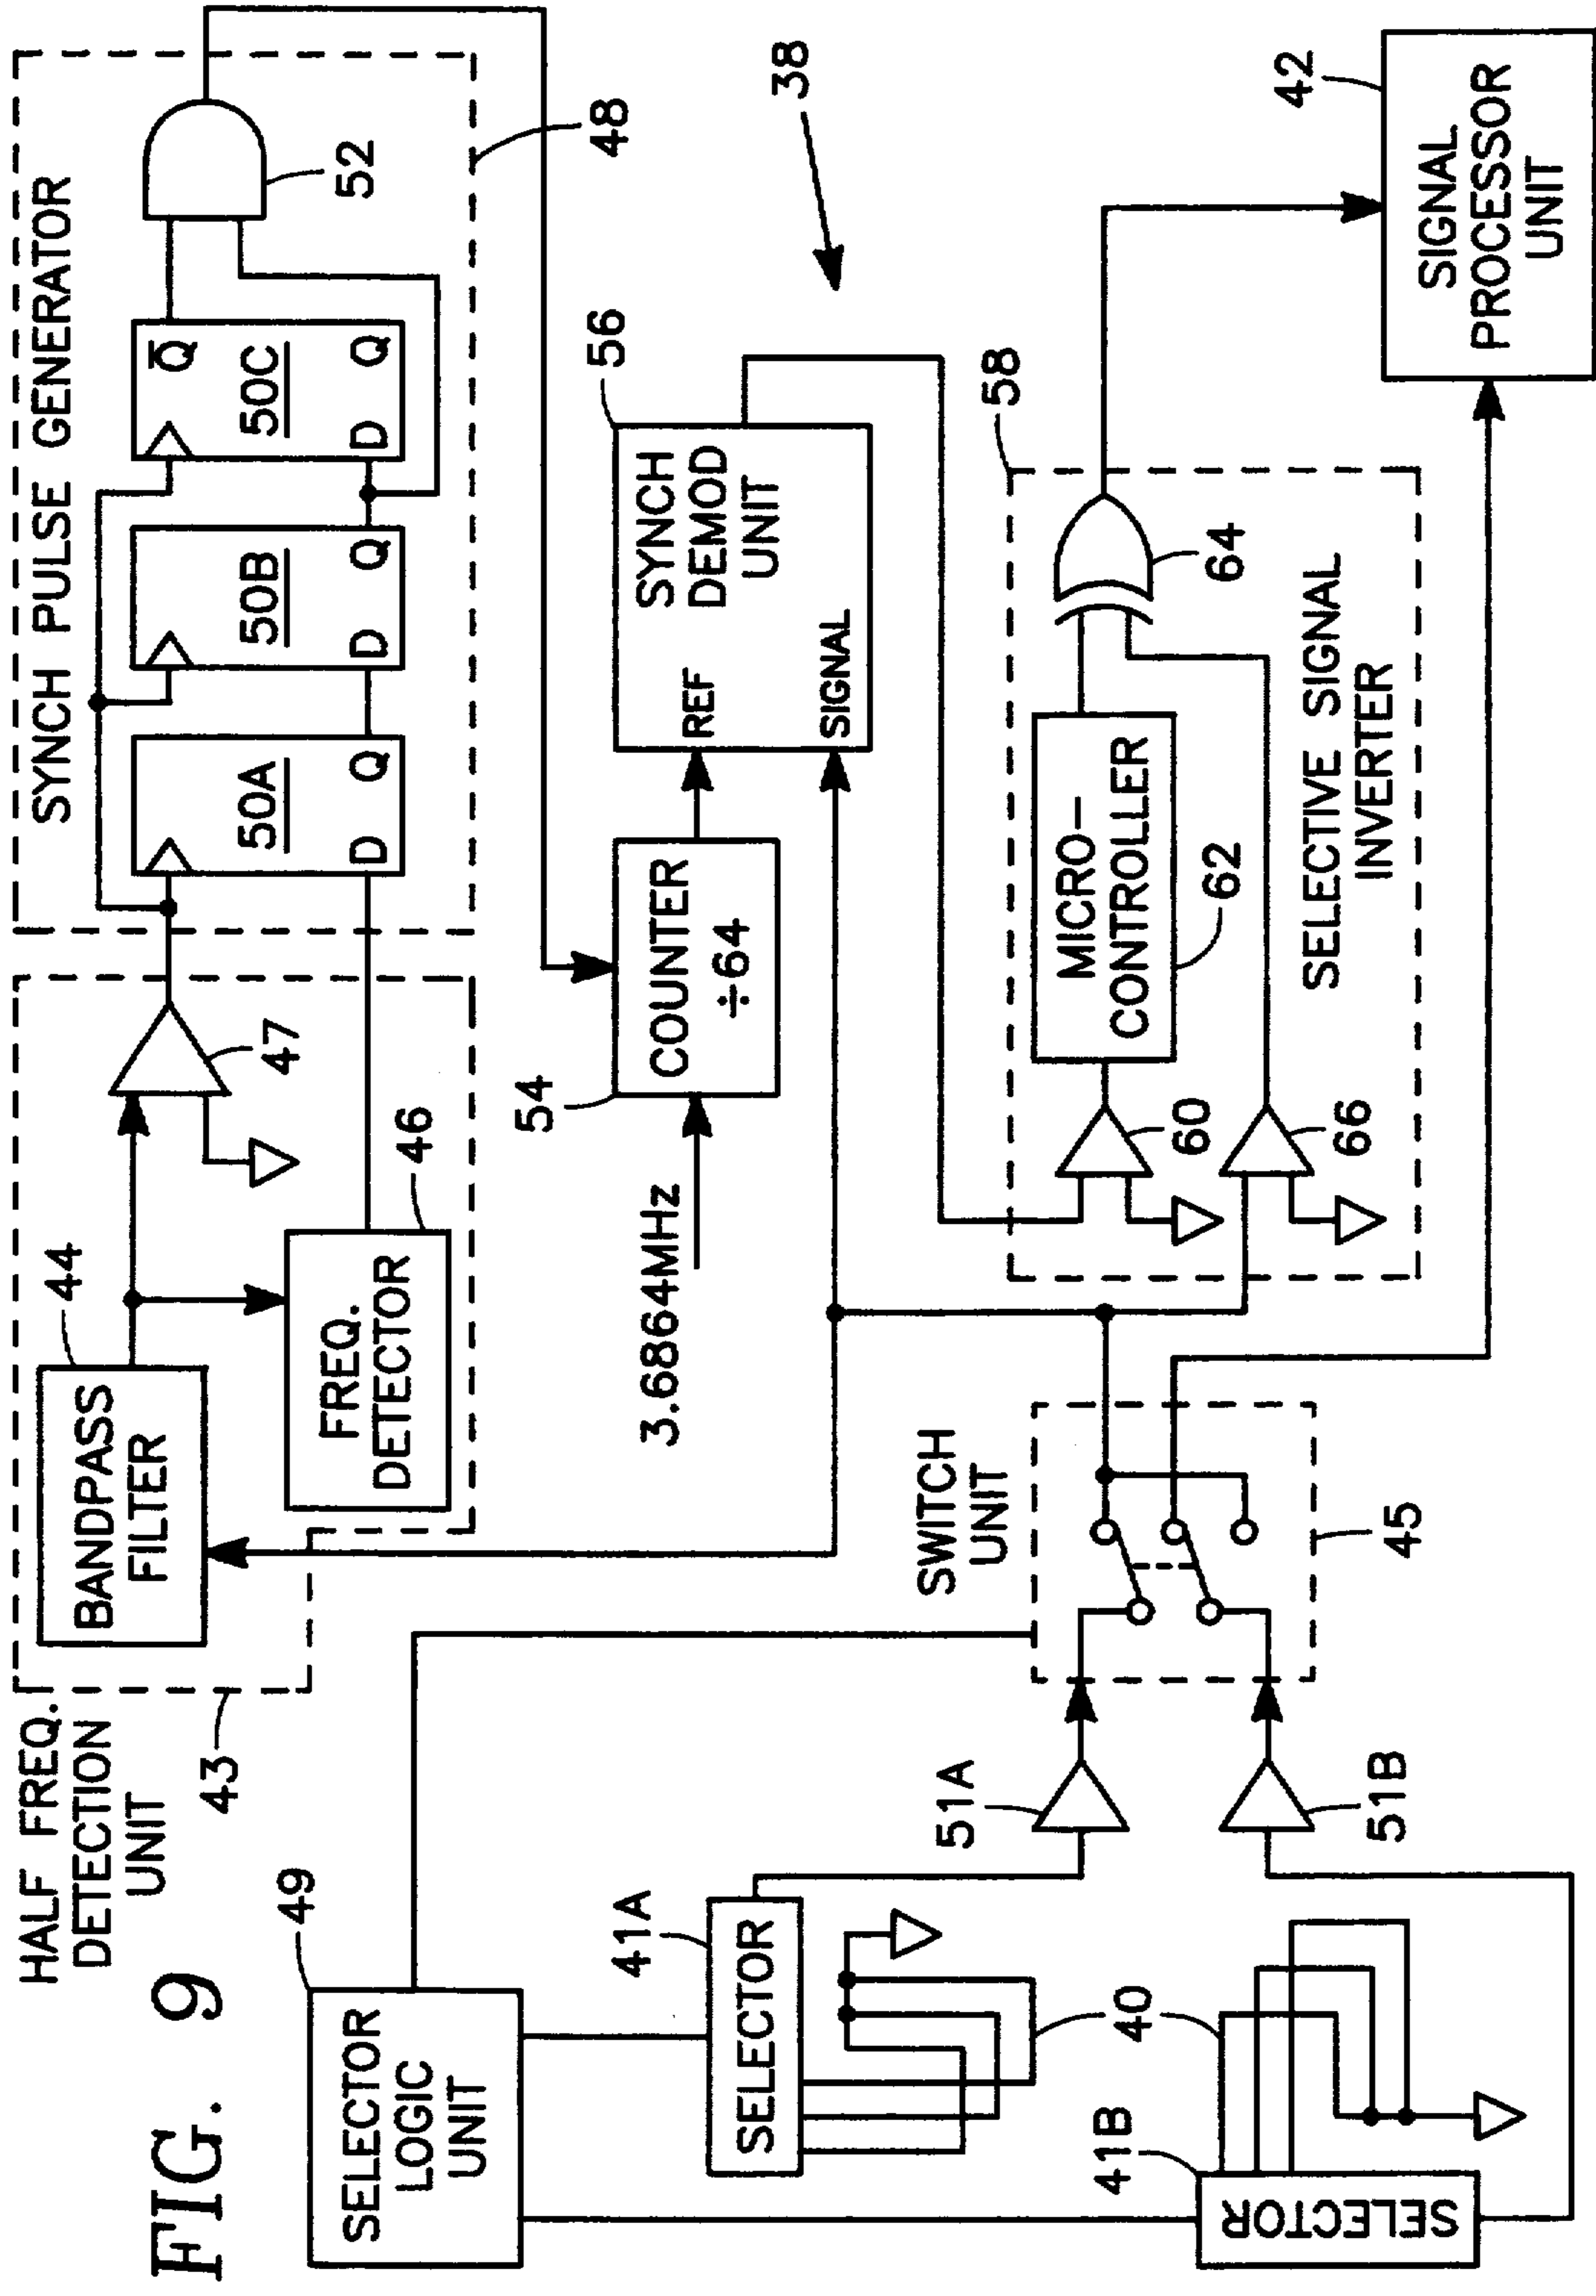 FIG. 9
HALF FREQ.
DETECTION
UNIT
43
44
BANDPASS
FILTER
FREQ.
DETECTOR
46
47
SYNCH PULSE GENERATOR
50A
D
Q
50B
D
Q
50C
Q̅
D
Q
52
48
49
SELECTOR
LOGIC
UNIT
3.6864MHz
54
COUNTER
÷64
56
SYNCH
DEMOD
UNIT
REF
SIGNAL
38
41A
SELECTOR
40
41B
SELECTOR
51A
51B
SWITCH
UNIT
45
58
60
MICRO–
CONTROLLER
62
64
66
SELECTIVE SIGNAL
INVERTER
42
SIGNAL
PROCESSOR
UNIT